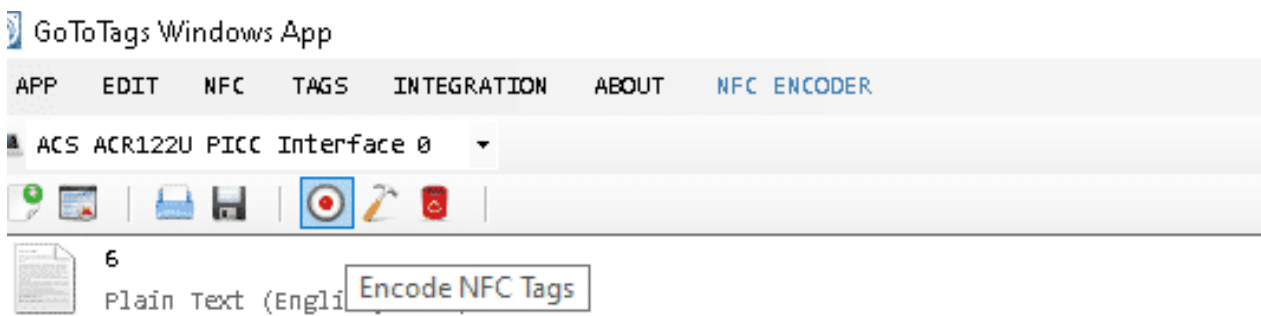 GoToTags Windows App
APP EDIT NFC TAGS INTEGRATION ABOUT NFC ENCODER
ACS ACR122U PICC Interface 0
6
Plain Text
Encode NFC Tags